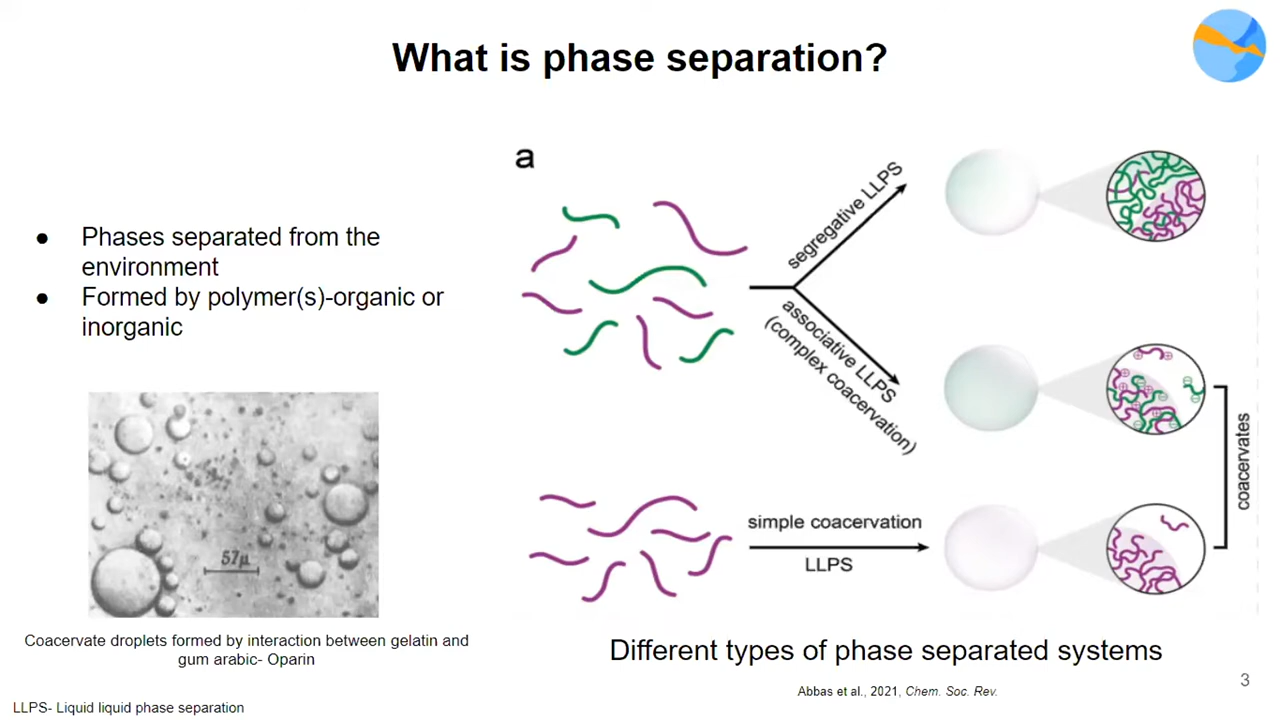 What is phase separation?
● Phases separated from the
environment
● Formed by polymer(s)-organic or
inorganic
57μ
Coacervate droplets formed by interaction between gelatin and
gum arabic- Oparin
LLPS- Liquid liquid phase separation
a
segregative LLPS
associative LLPS
(complex coacervation)
simple coacervation
LLPS
coacervates
Different types of phase separated systems
Abbas et al., 2021, Chem. Soc. Rev.
3